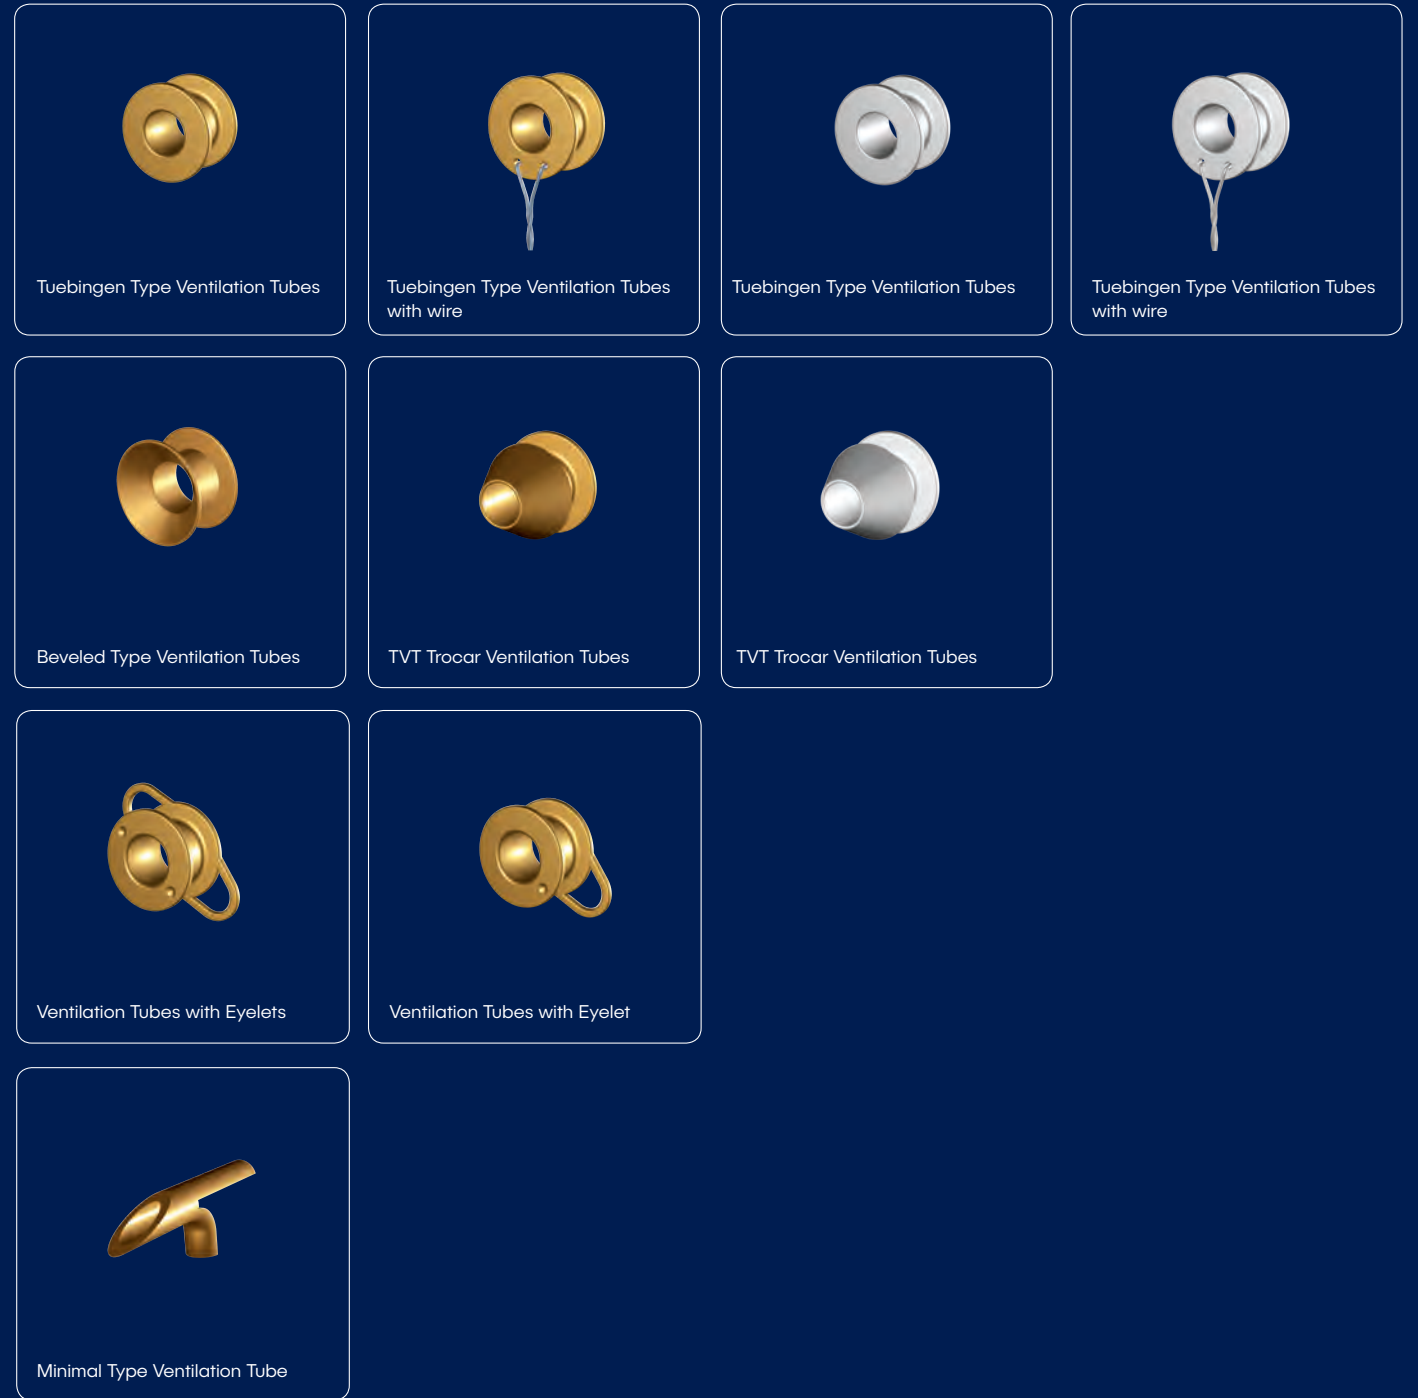 Tuebingen Type Ventilation Tubes
Tuebingen Type Ventilation Tubes
with wire
Tuebingen Type Ventilation Tubes
Tuebingen Type Ventilation Tubes
with wire
Beveled Type Ventilation Tubes
TVT Trocar Ventilation Tubes
TVT Trocar Ventilation Tubes
Ventilation Tubes with Eyelets
Ventilation Tubes with Eyelet
Minimal Type Ventilation Tube